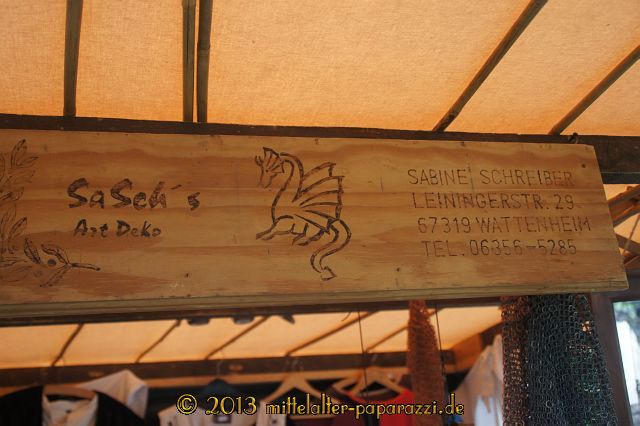 SaSch´s
Art Deko
SABINE SCHREIBER
LEININGERSTR. 29
67319 WATTENHEIM
TEL. 06356-5285
© 2013 mittelalter-paparazzi.de